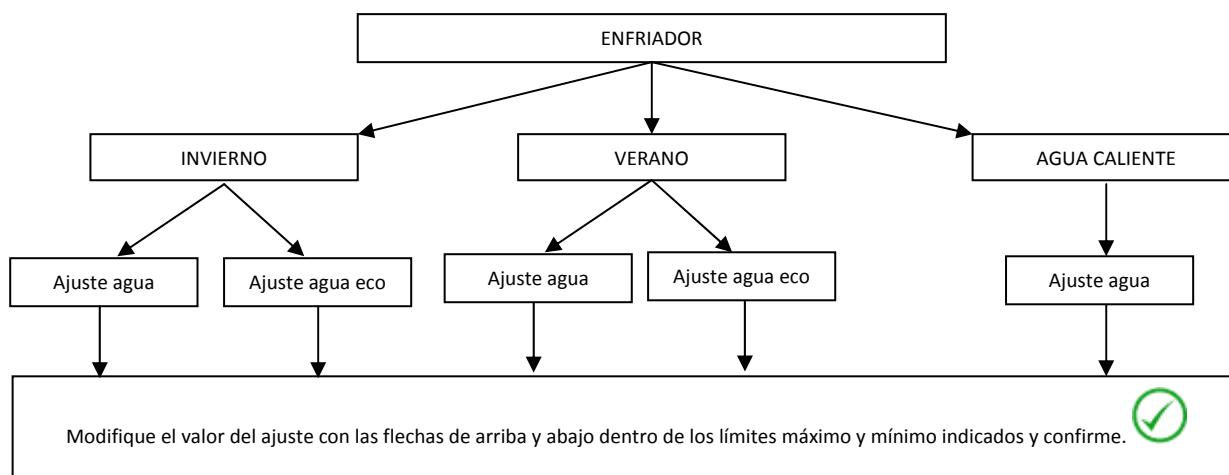 ENFRIADOR
INVIERNO
VERANO
AGUA CALIENTE
Ajuste agua
Ajuste agua eco
Ajuste agua
Ajuste agua eco
Ajuste agua
Modifique el valor del ajuste con las flechas de arriba y abajo dentro de los límites máximo y mínimo indicados y confirme.